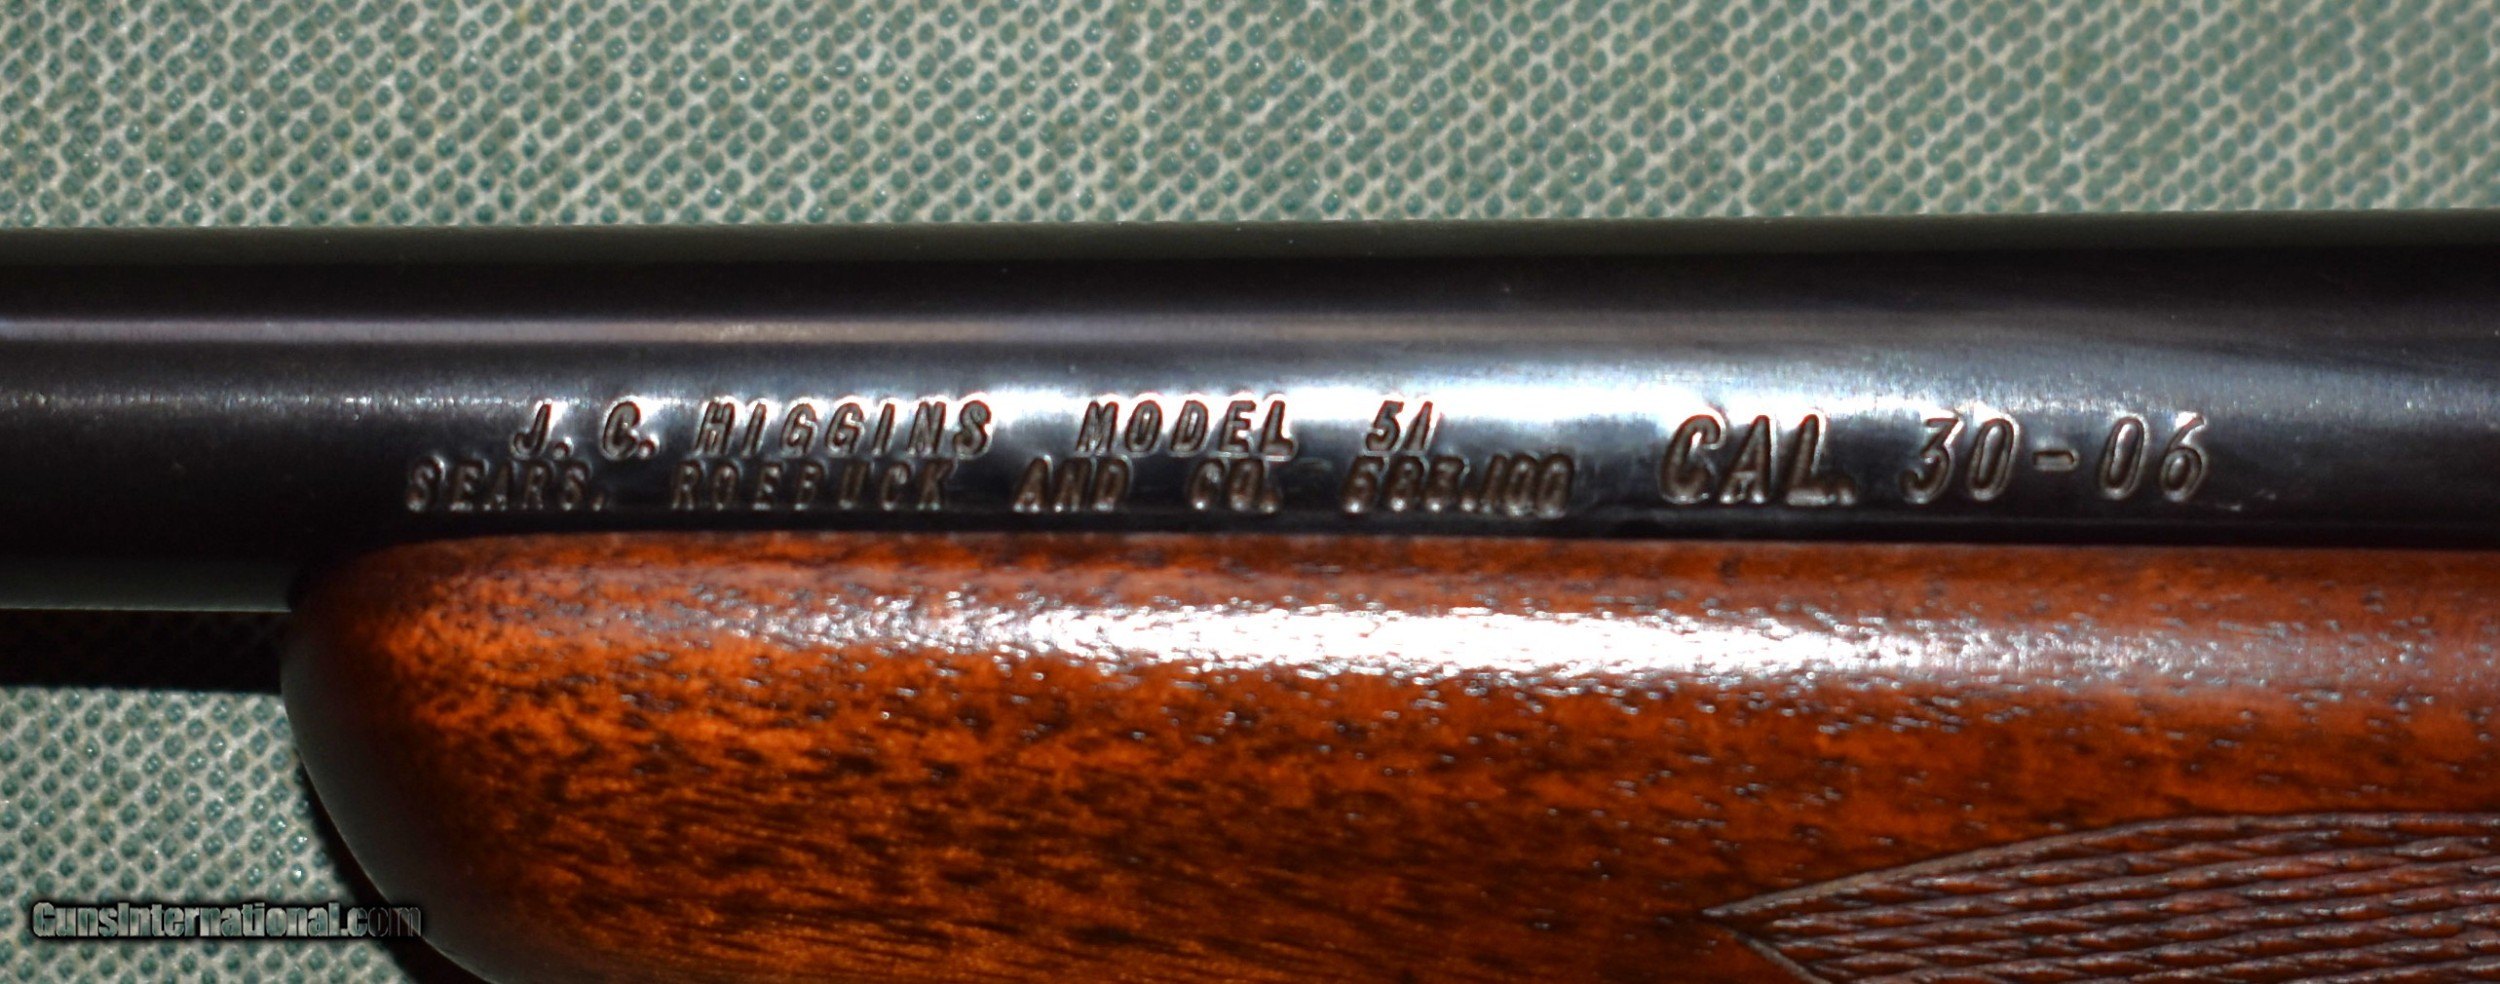 J. C. HIGGINS MODEL 51
SEARS, ROEBUCK AND CO. 583.100
CAL. 30-06
GunsInternational.com